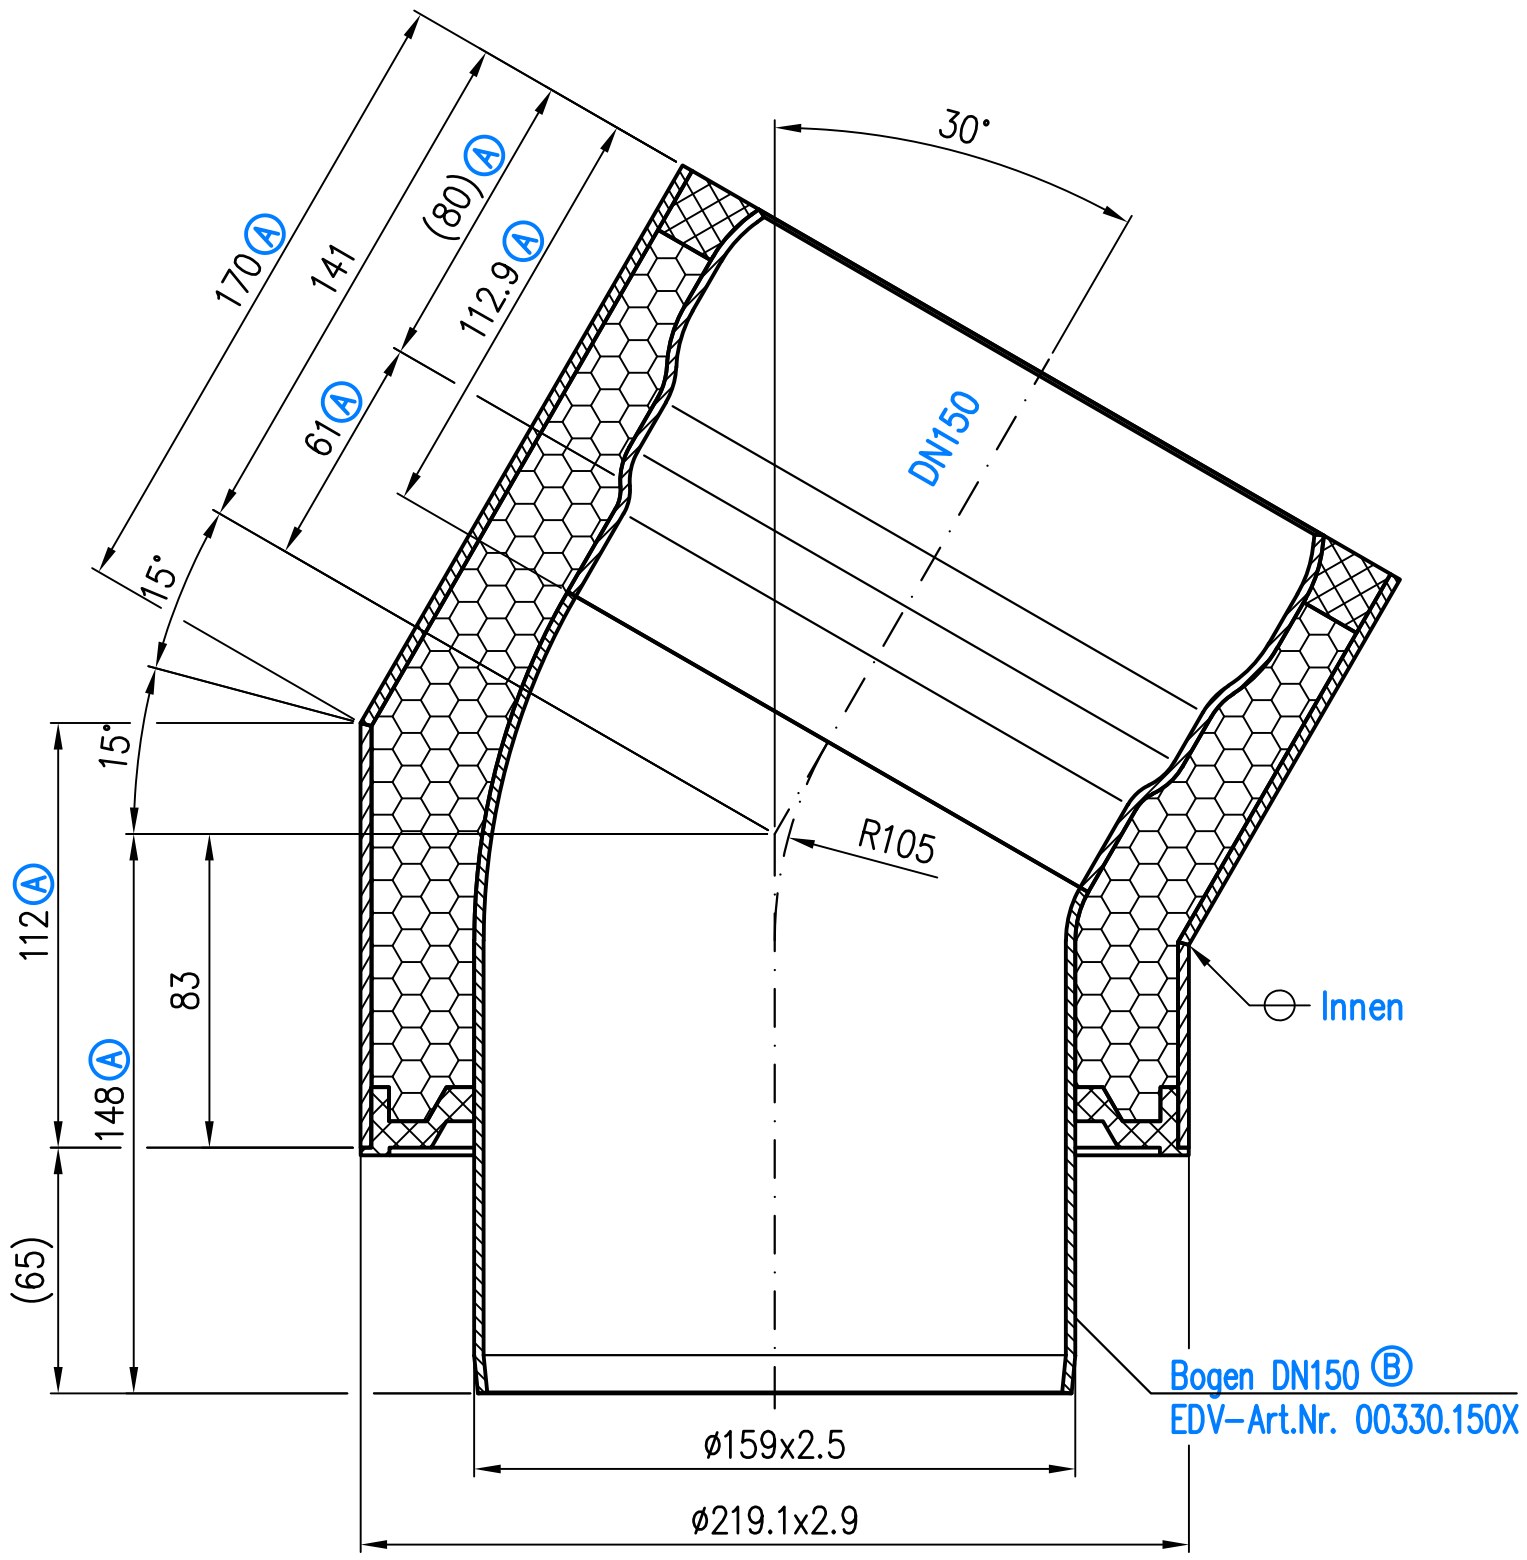 30°
170 Ⓐ
141
(80) Ⓐ
112.9 Ⓐ
61 Ⓐ
DN150
15°
15°
R105
112 Ⓐ
83
148 Ⓐ
Innen
(65)
Bogen DN150 Ⓑ
EDV-Art.Nr. 00330.150X
ø159x2.5
ø219.1x2.9